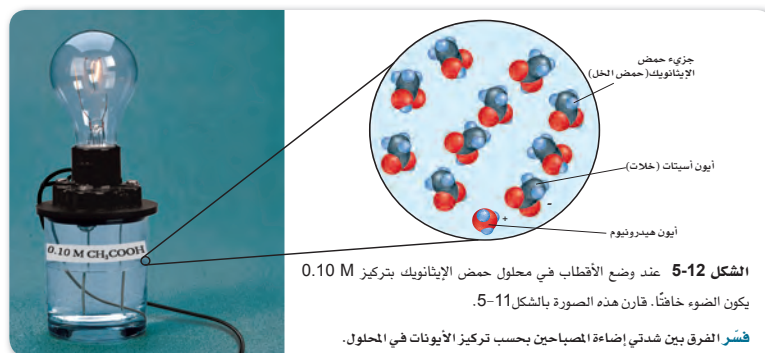 جزيء حمض
الإيثانويك (حمض الخل)
أيون أسيتات (خلات)
-
+
أيون هيدرونيوم
0.10 M CH₃COOH
الشكل 12-5 عند وضع الأقطاب في محلول حمض الإيثانويك بتركيز 0.10 M
يكون الضوء خافتًا. قارن هذه الصورة بالشكل11-5.
فسّر الفرق بين شدتي إضاءة المصباحين بحسب تركيز الأيونات في المحلول.